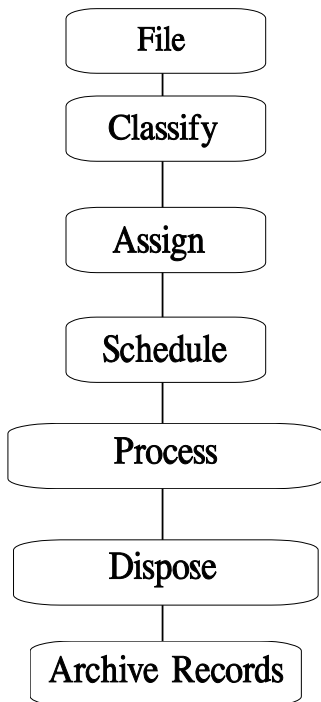 File
Classify
Assign
Schedule
Process
Dispose
Archive Records